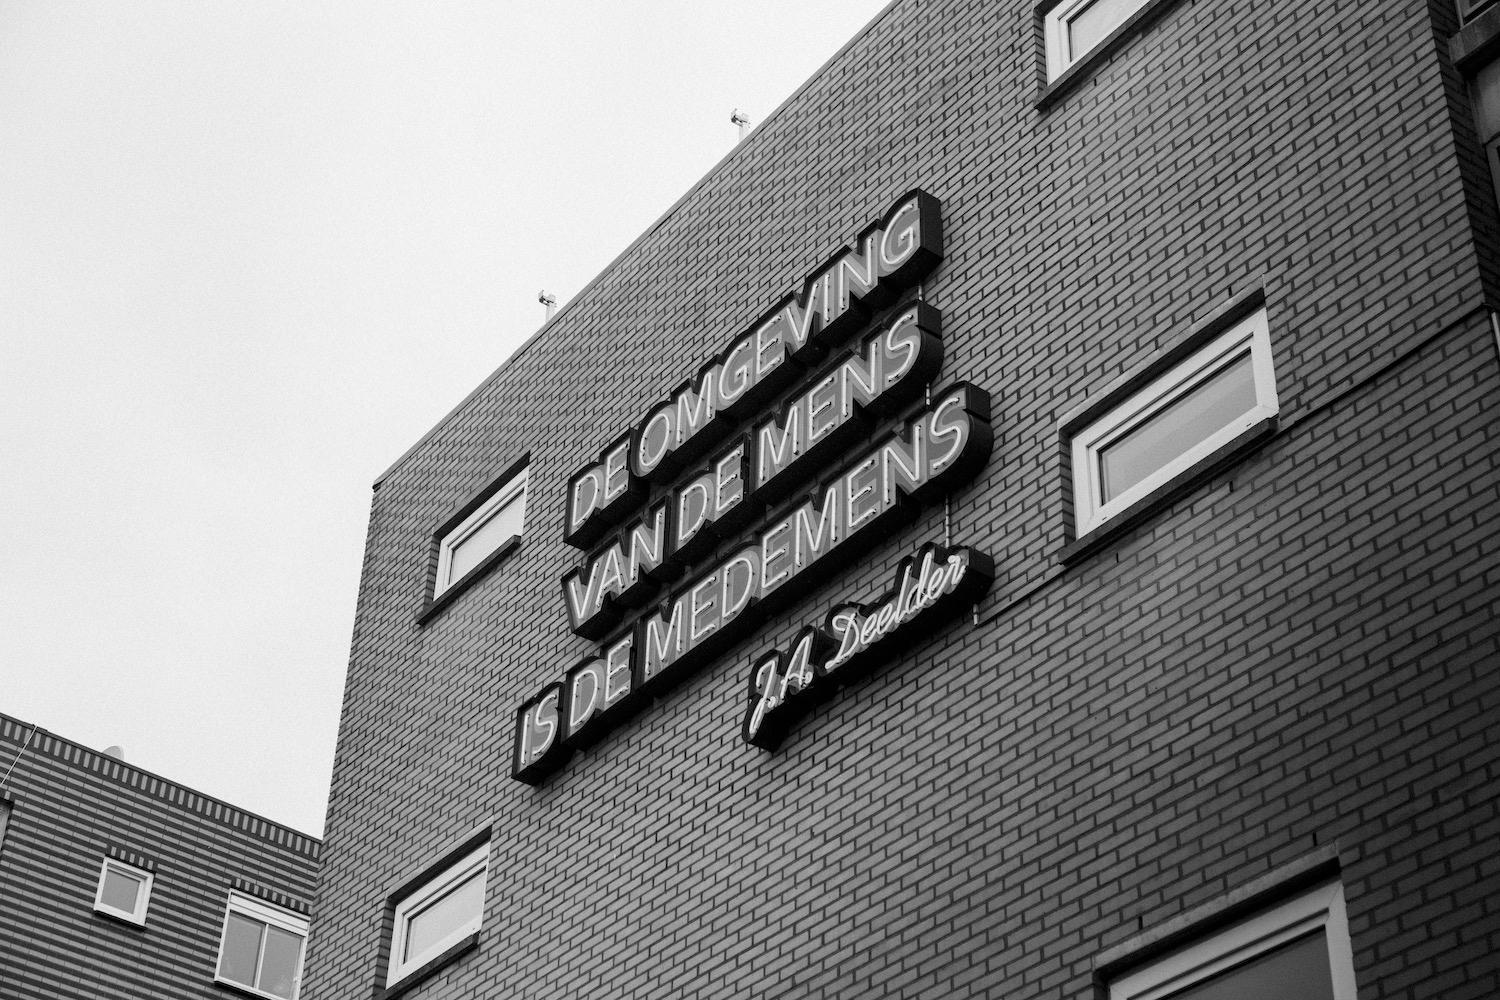 DE OMGEVING
VAN DE MENS
IS DE MEDEMENS
J.A. Deelder